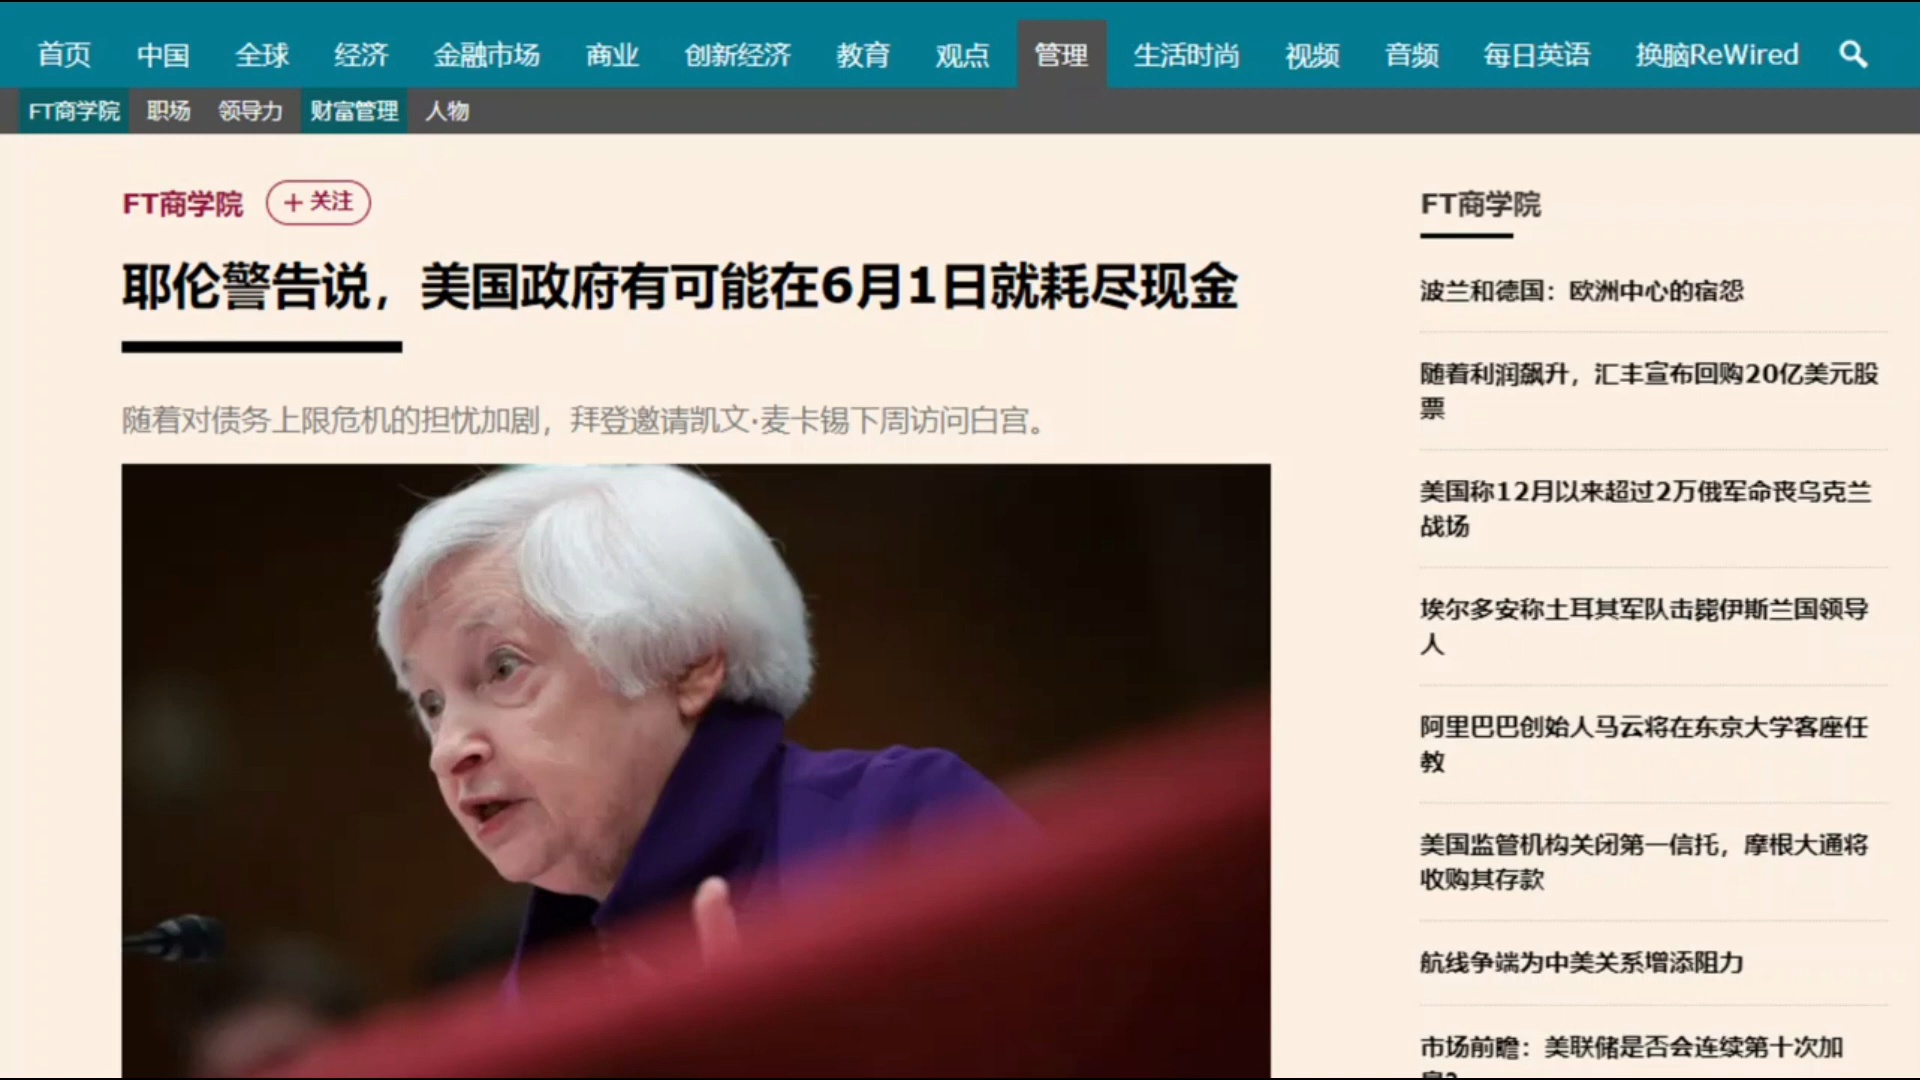 首页 中国 全球 经济 金融市场 商业 创新经济 教育 观点 管理 生活时尚 视频 音频 每日英语 换脑ReWired
FT商学院 职场 领导力 财富管理 人物
FT商学院 + 关注
耶伦警告说，美国政府有可能在6月1日就耗尽现金
随着对债务上限危机的担忧加剧，拜登邀请凯文·麦卡锡下周访问白宫。
FT商学院
波兰和德国：欧洲中心的宿怨
随着利润飙升，汇丰宣布回购20亿美元股
票
美国称12月以来超过2万俄军命丧乌克兰
战场
埃尔多安称土耳其军队击毙伊斯兰国领导
人
阿里巴巴创始人马云将在东京大学客座任
教
美国监管机构关闭第一信托，摩根大通将
收购其存款
航线争端为中美关系增添阻力
市场前瞻：美联储是否会连续第十次加